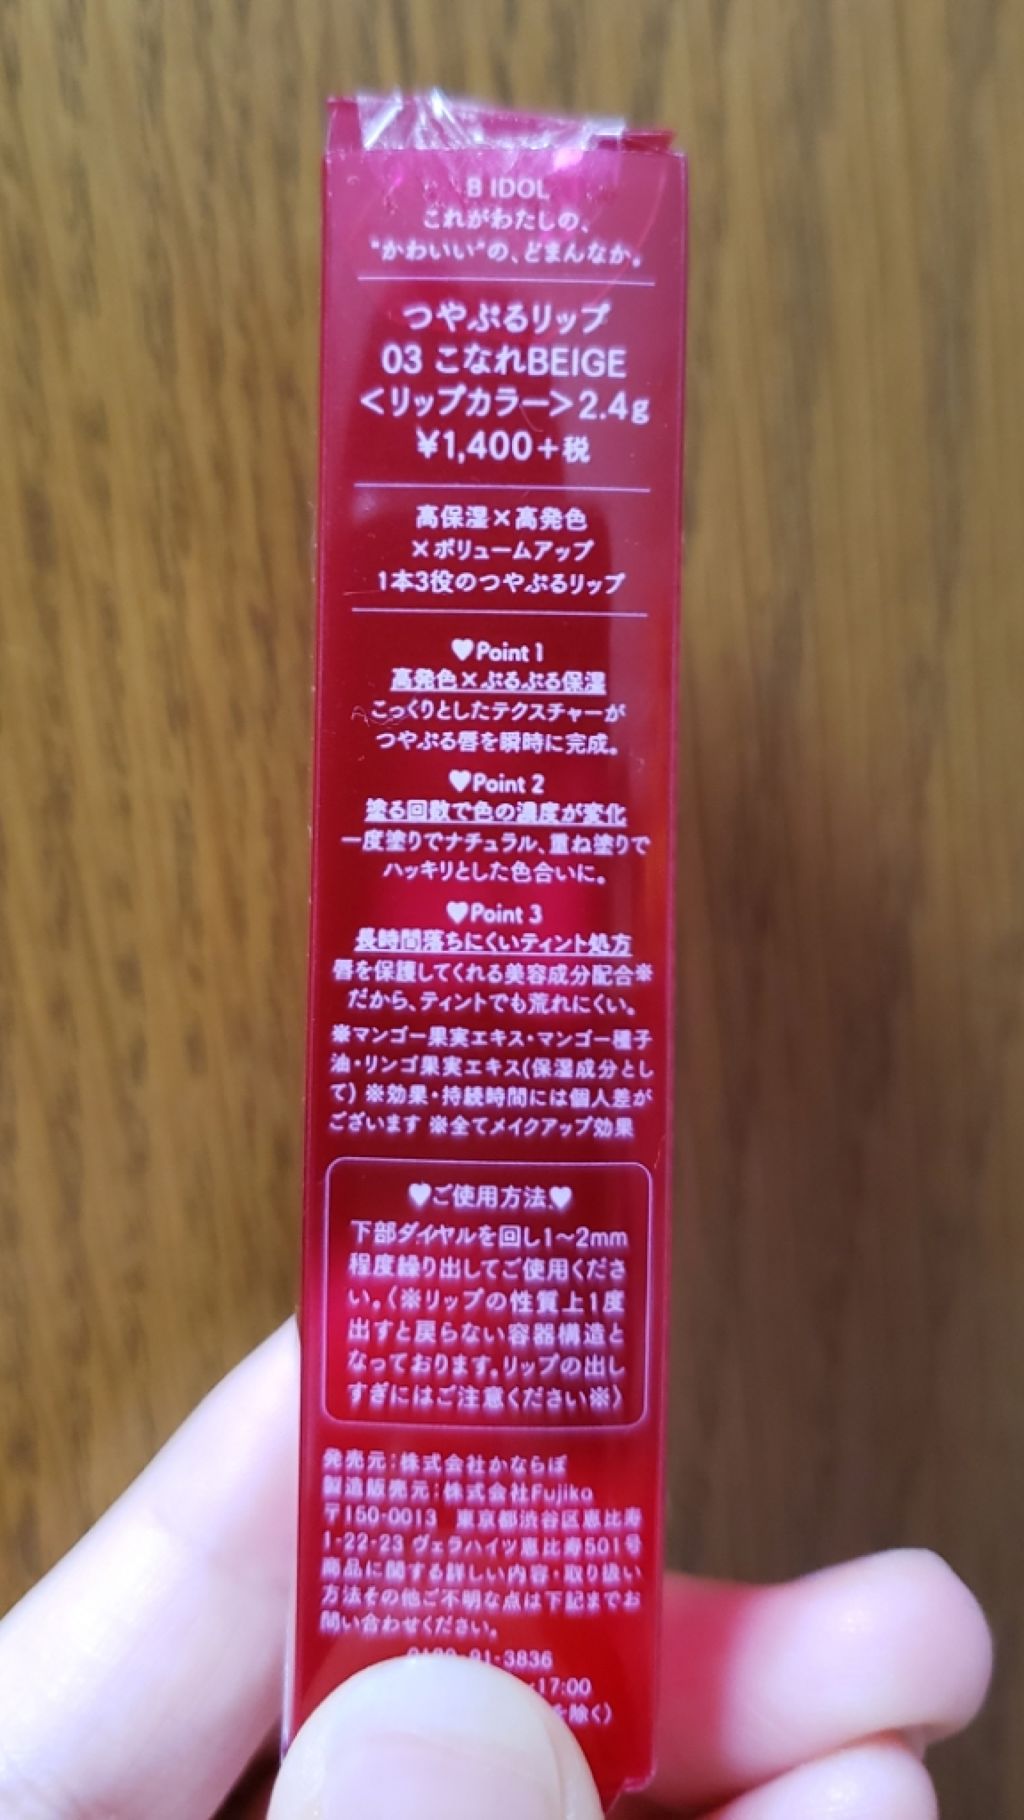 B IDOL
これがわたしの、
"かわいい"の、どまんなか。
つやぷるリップ
03 こなれBEIGE
<リップカラー>2.4g
¥1,400+税
高保湿×高発色
×ボリュームアップ
1本3役のつやぷるリップ
♥Point 1
高発色×ぷるぷる保湿
こっくりとしたテクスチャーが
つやぷる唇を瞬時に完成。
♥Point 2
塗る回数で色の濃度が変化
一度塗りでナチュラル、重ね塗りで
ハッキリとした色合いに。
♥Point 3
長時間落ちにくいティント処方
唇を保護してくれる美容成分配合※
だから、ティントでも荒れにくい。
※マンゴー果実エキス・マンゴー種子
油・リンゴ果実エキス(保湿成分とし
て) ※効果・持続時間には個人差が
ございます ※全てメイクアップ効果
♥ご使用方法♥
下部ダイヤルを回し1〜2mm
程度繰り出してご使用くださ
い。〈※リップの性質上1度
出すと戻らない容器構造と
なっております。リップの出し
すぎにはご注意ください※〉
発売元：株式会社かならぼ
製造販売元：株式会社Fujiko
〒150-0013 東京都渋谷区恵比寿
1-22-23 ヴェラハイツ恵比寿501号
商品に関する詳しい内容・取り扱い
方法その他ご不明な点は下記までお
問い合わせください。
91-3836
17:00
を除く）